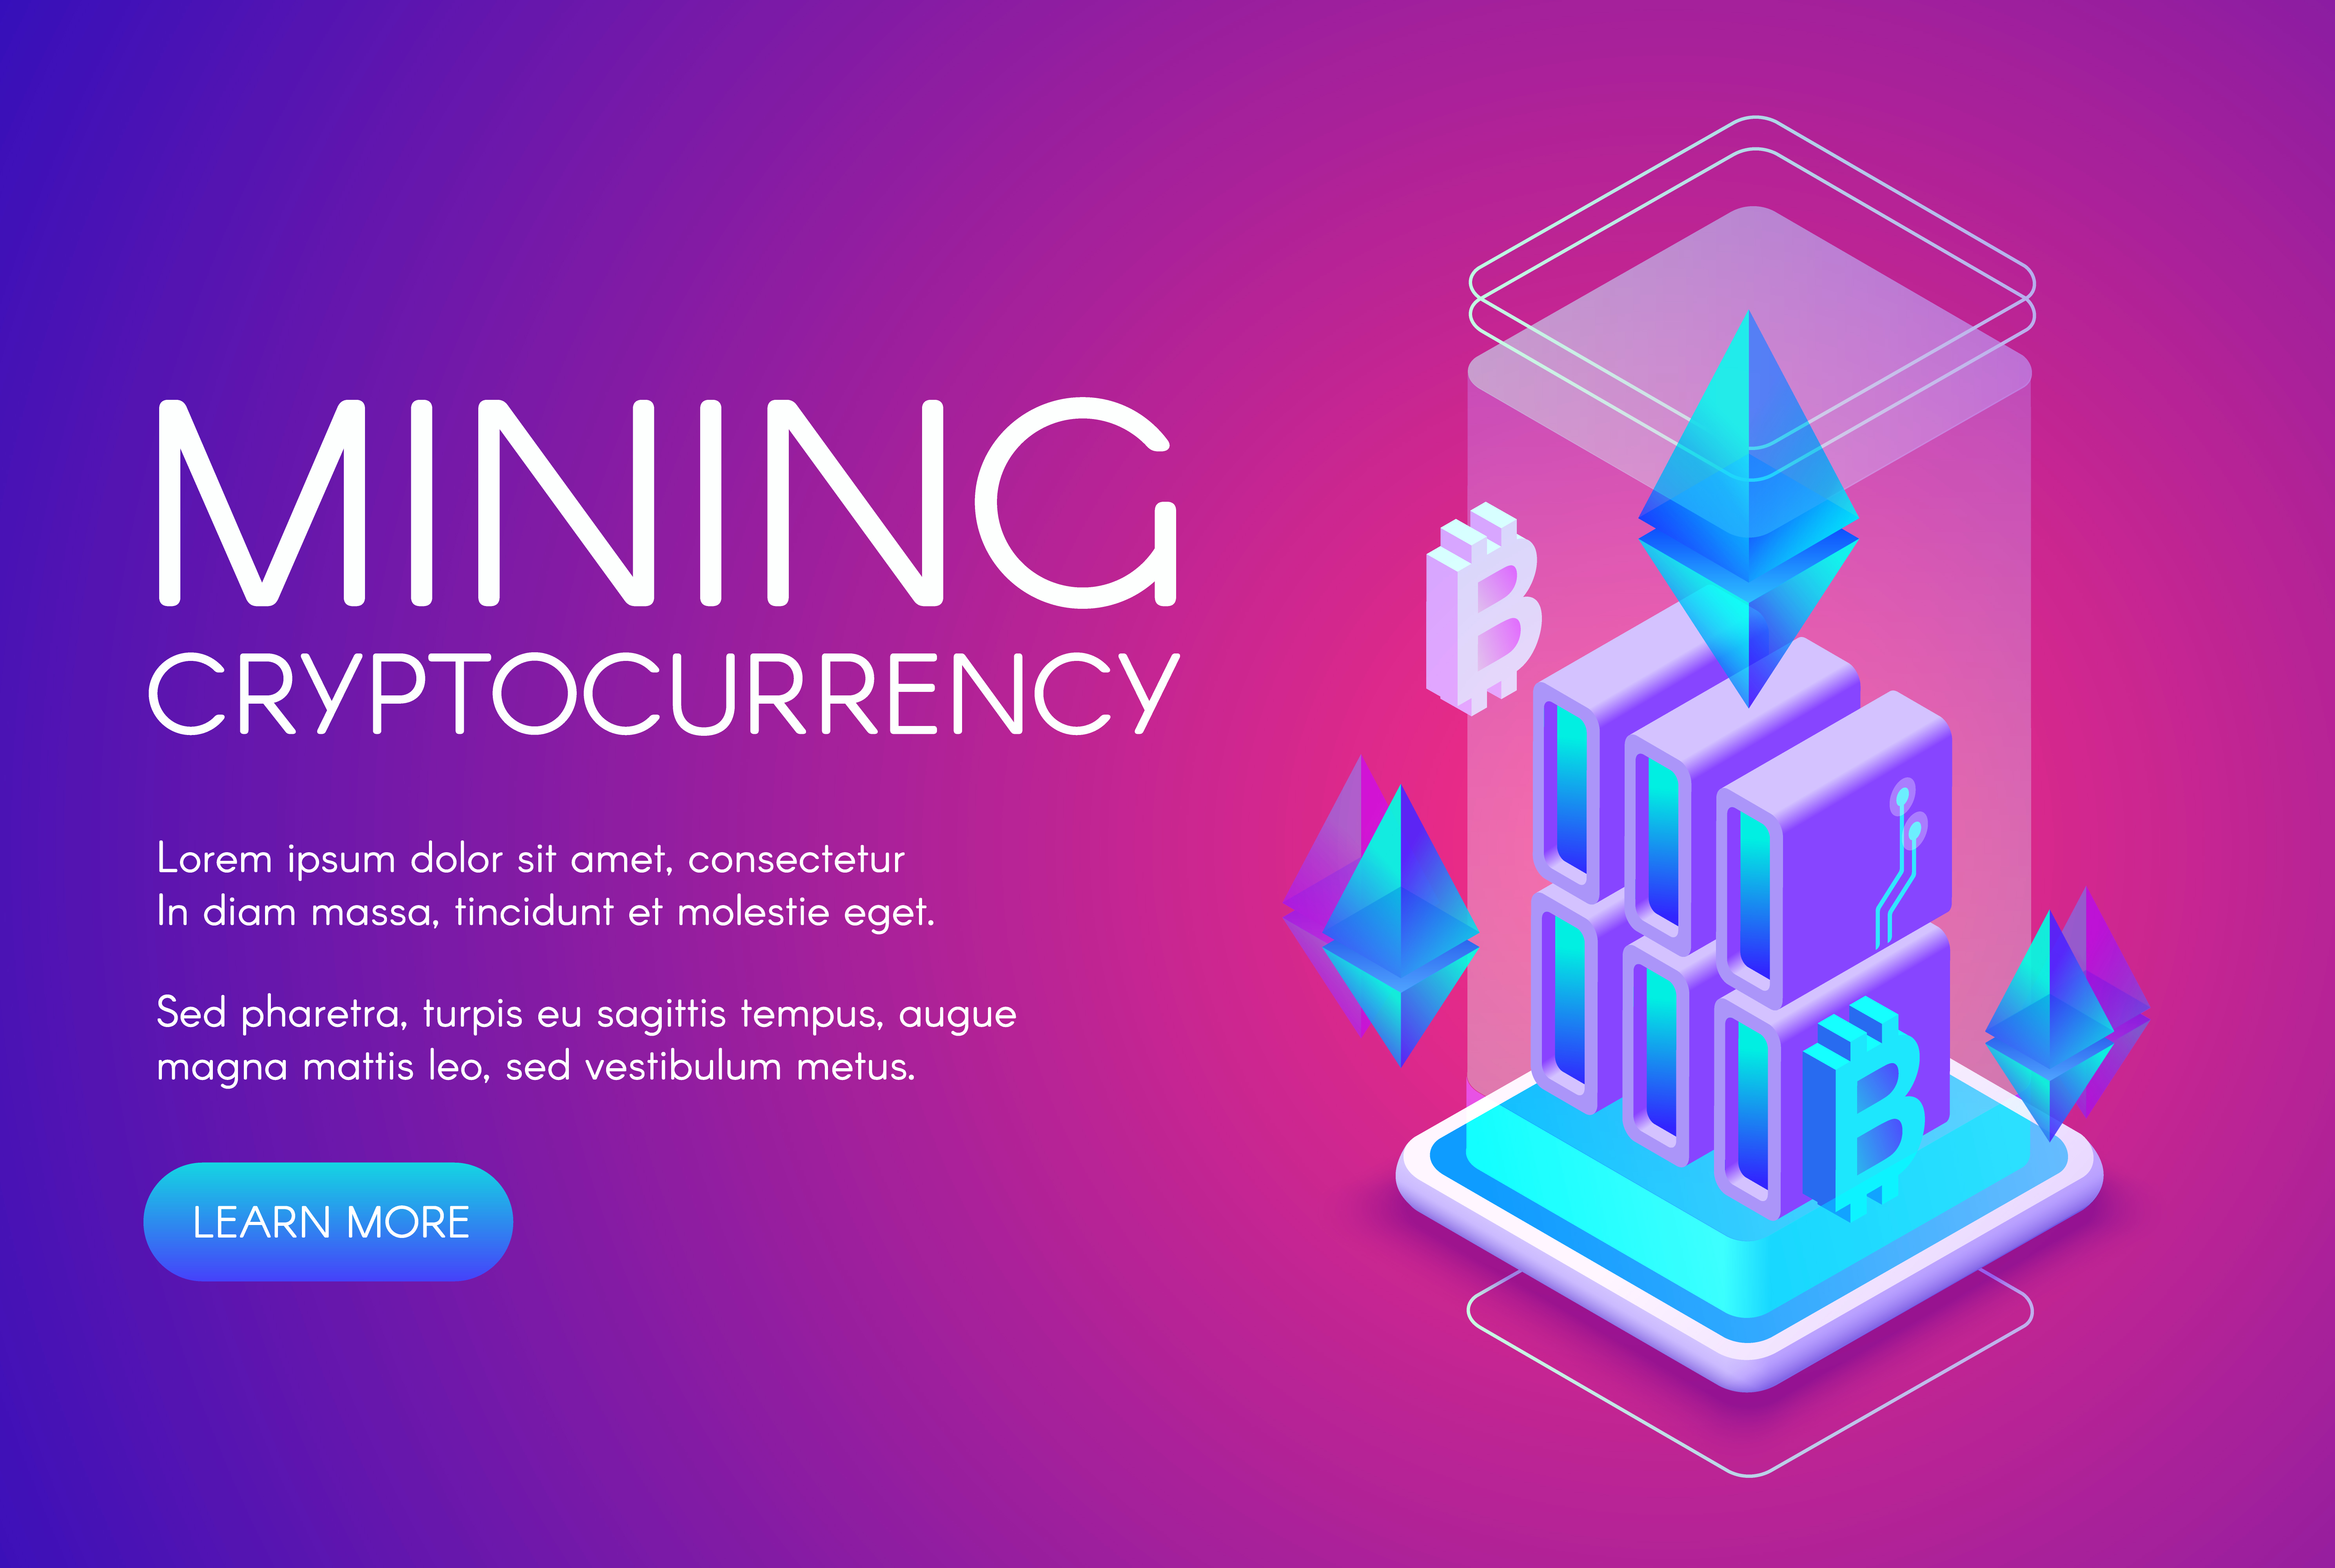 MINING
CRYPTOCURRENCY
Lorem ipsum dolor sit amet, consectetur
In diam massa, tincidunt et molestie eget.
Sed pharetra, turpis eu sagittis tempus, augue
magna mattis leo, sed vestibulum metus.
LEARN MORE